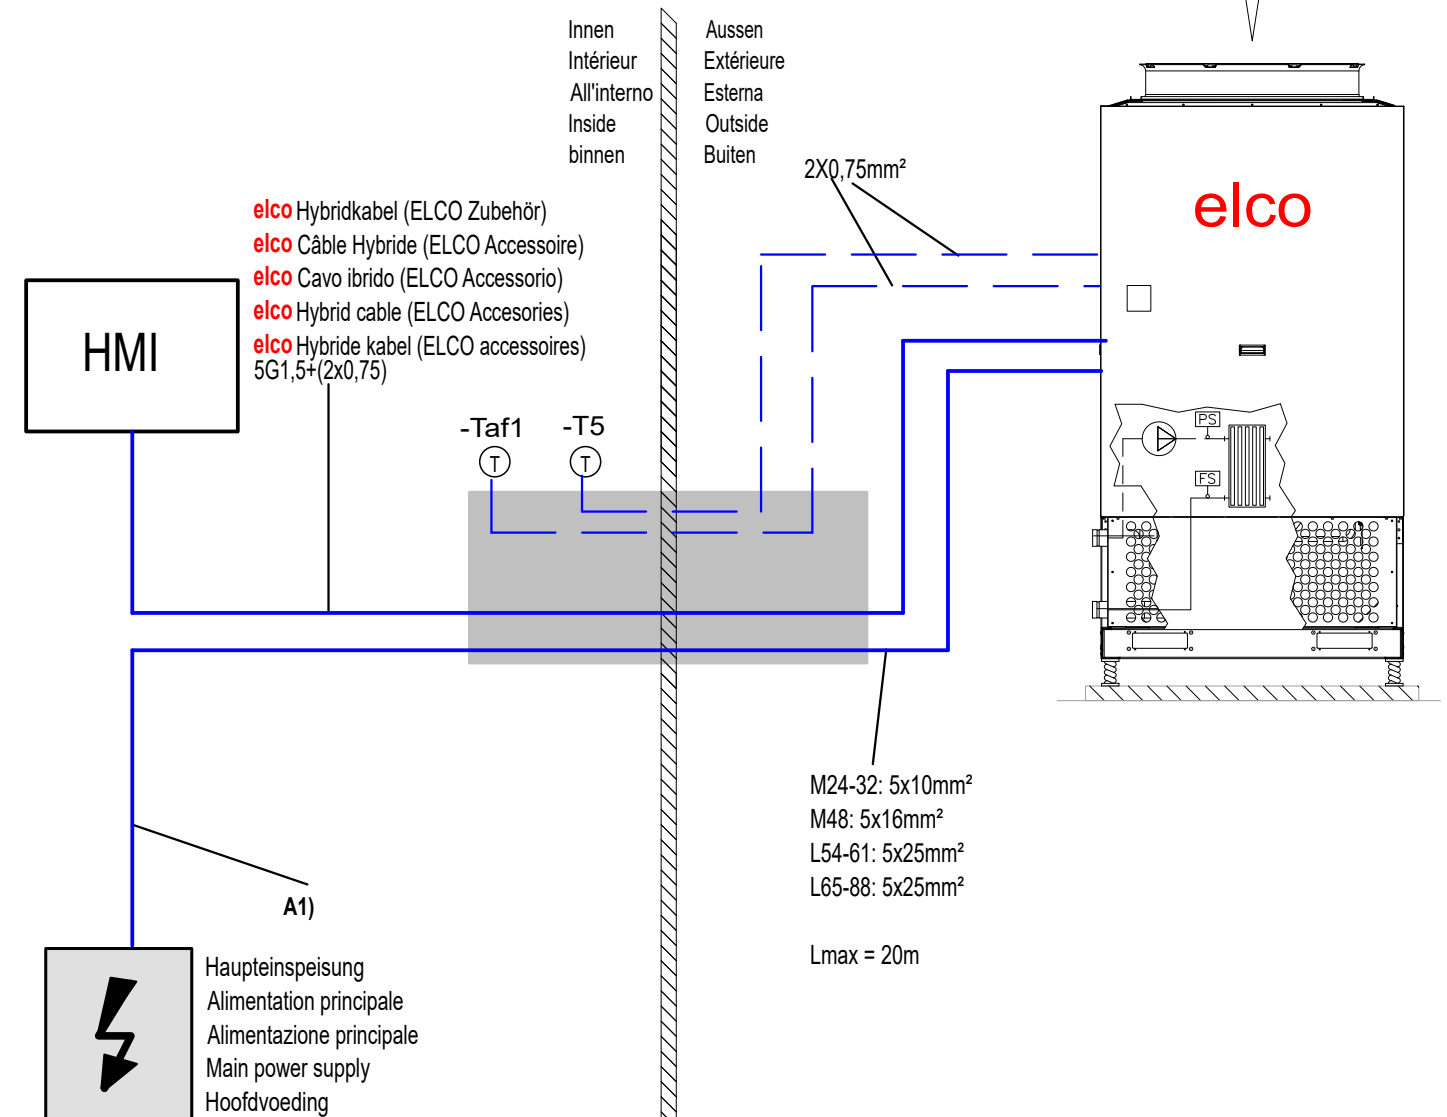 Innen
Intérieur
All'interno
Inside
binnen
Aussen
Extérieure
Esterna
Outside
Buiten
2X0,75mm²
elco
elco Hybridkabel (ELCO Zubehör)
elco Câble Hybride (ELCO Accessoire)
elco Cavo ibrido (ELCO Accessorio)
elco Hybrid cable (ELCO Accesories)
elco Hybride kabel (ELCO accessoires)
5G1,5+(2x0,75)
HMI
-Taf1
-T5
T
T
PS
FS
M24-32: 5x10mm²
M48: 5x16mm²
L54-61: 5x25mm²
L65-88: 5x25mm²
Lmax = 20m
A1)
Haupteinspeisung
Alimentation principale
Alimentazione principale
Main power supply
Hoofdvoeding